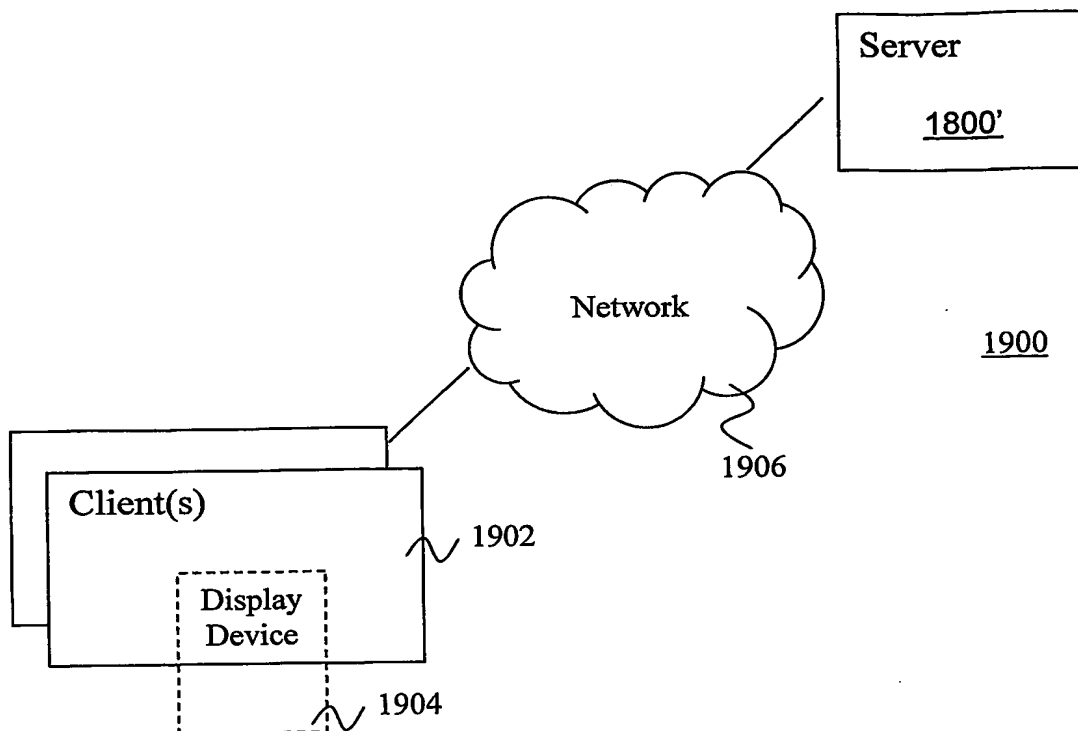 Server
1800’
Network
1900
1906
Client(s)
1902
Display
Device
1904